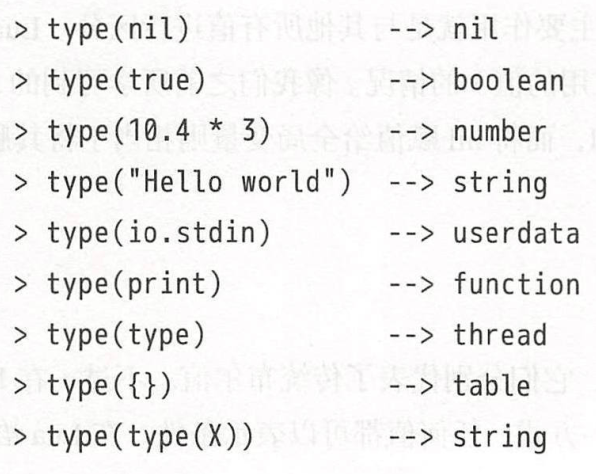 > type(nil) --> nil
> type(true) --> boolean
> type(10.4 * 3) --> number
> type("Hello world") --> string
> type(io.stdin) --> userdata
> type(print) --> function
> type(type) --> thread
> type({}) --> table
> type(type(X)) --> string